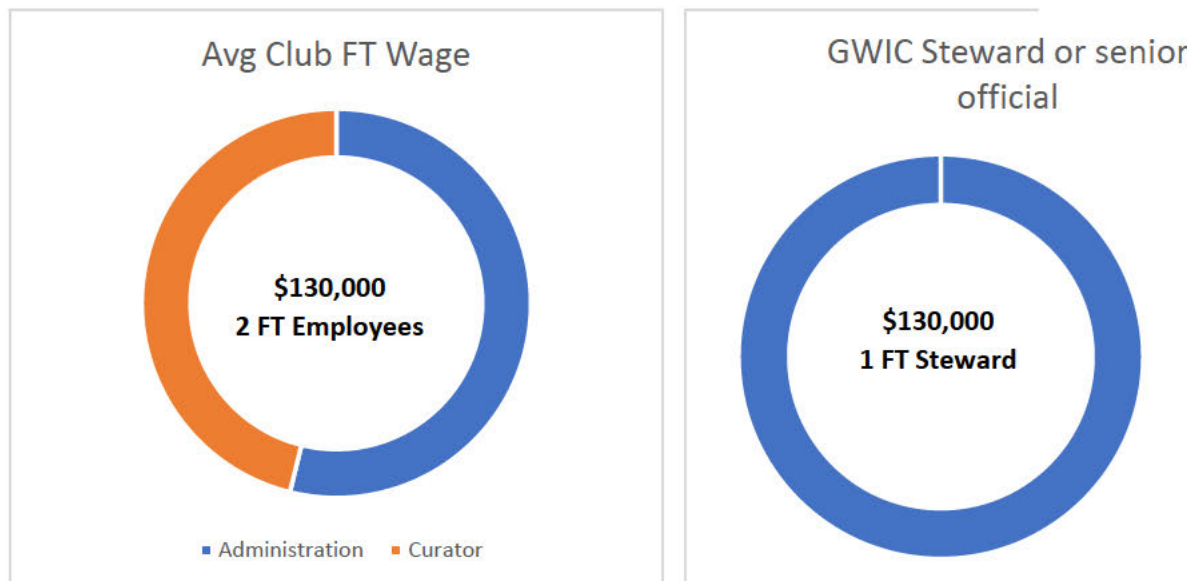 Avg Club FT Wage
$130,000
2 FT Employees
Administration
Curator
GWIC Steward or senior
official
$130,000
1 FT Steward